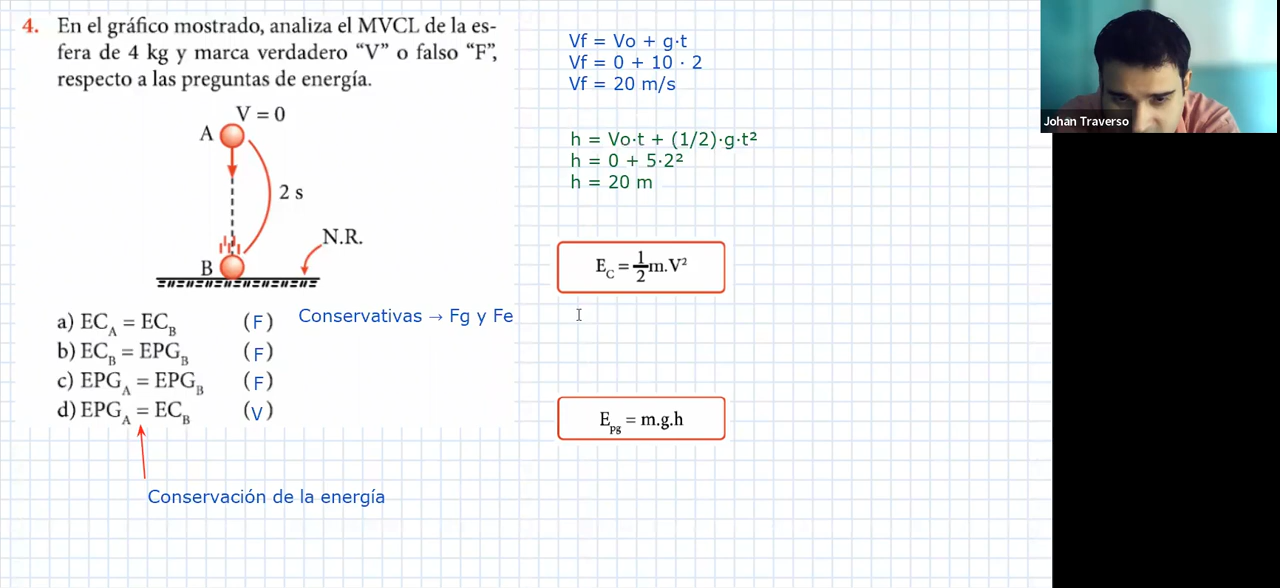 4. En el gráfico mostrado, analiza el MVCL de la es-
fera de 4 kg y marca verdadero “V” o falso “F”,
respecto a las preguntas de energía.
V = 0
A
2 s
N.R.
B
a) EC_A = EC_B (F) Conservativas → Fg y Fe
b) EC_B = EPG_B (F)
c) EPG_A = EPG_B (F)
d) EPG_A = EC_B (V)
Conservación de la energía
Vf = Vo + g·t
Vf = 0 + 10 · 2
Vf = 20 m/s
h = Vo·t + (1/2)·g·t²
h = 0 + 5·2²
h = 20 m
E_C = 1/2 m.V²
E_pg = m.g.h
Johan Traverso